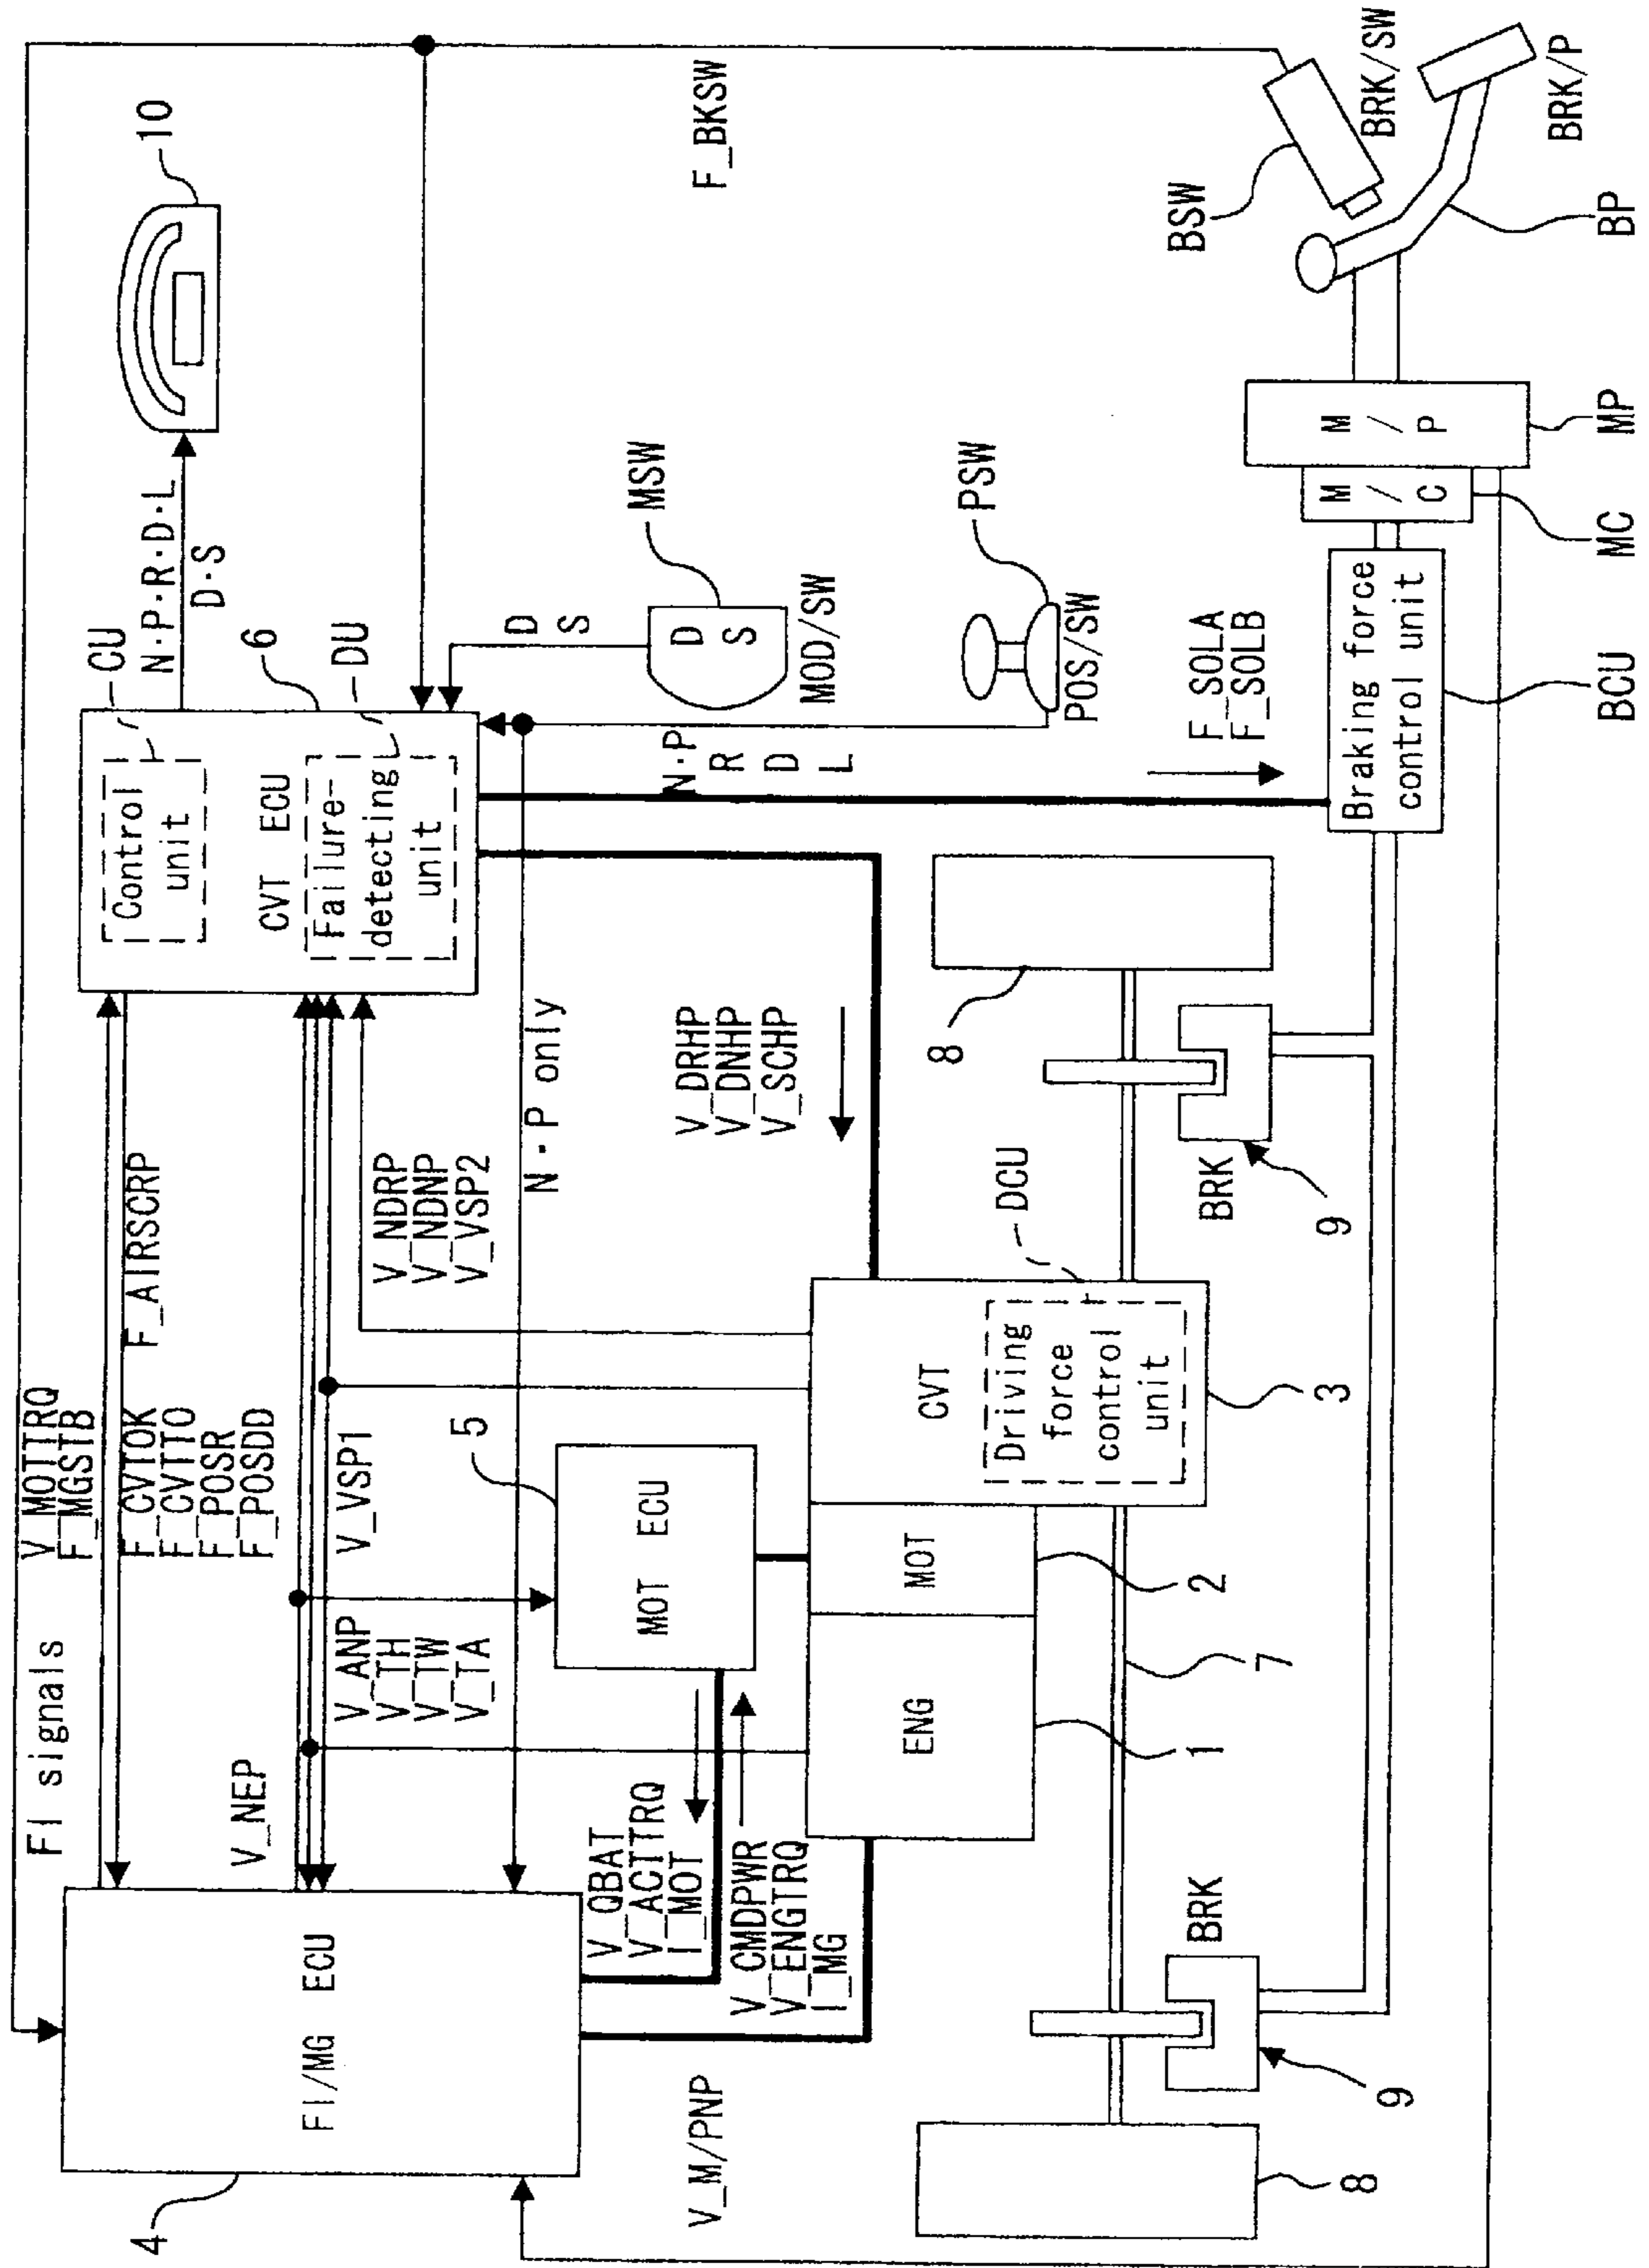 FI signals
V_MOTTRQ
F_MGSTB
F_CVTOK
F_CVTTO
F_POSR
F_POSDD
F_AIRSCRP
V_NEP
V_VSP1
V_ANP
V_TH
V_TW
V_TA
V_NDRP
V_NDNP
V_VSP2
N·P only
FI/MG ECU
4
V_QBAT
V_ACTTRQ
I_MOT
V_CMDPWR
V_ENGTRQ
I_MG
V_M/PNP
5
MOT ECU
ENG
1
MOT
2
CVT
Driving
force
control
unit
DCU
3
7
8
BRK
9
8
BRK
9
V_DRHP
V_DNHP
V_SCHP
Control
unit
CU
CVT ECU
6
Failure-
detecting
unit
DU
N·P·R·D·L
D·S
10
F_BKSW
D
S
D
S
MSW
MOD/SW
PSW
POS/SW
N·P
R
D
L
F_SOLA
F_SOLB
Braking force
control unit
BCU
M
/
C
MC
M
/
P
MP
BSW
BRK/SW
BP
BRK/P